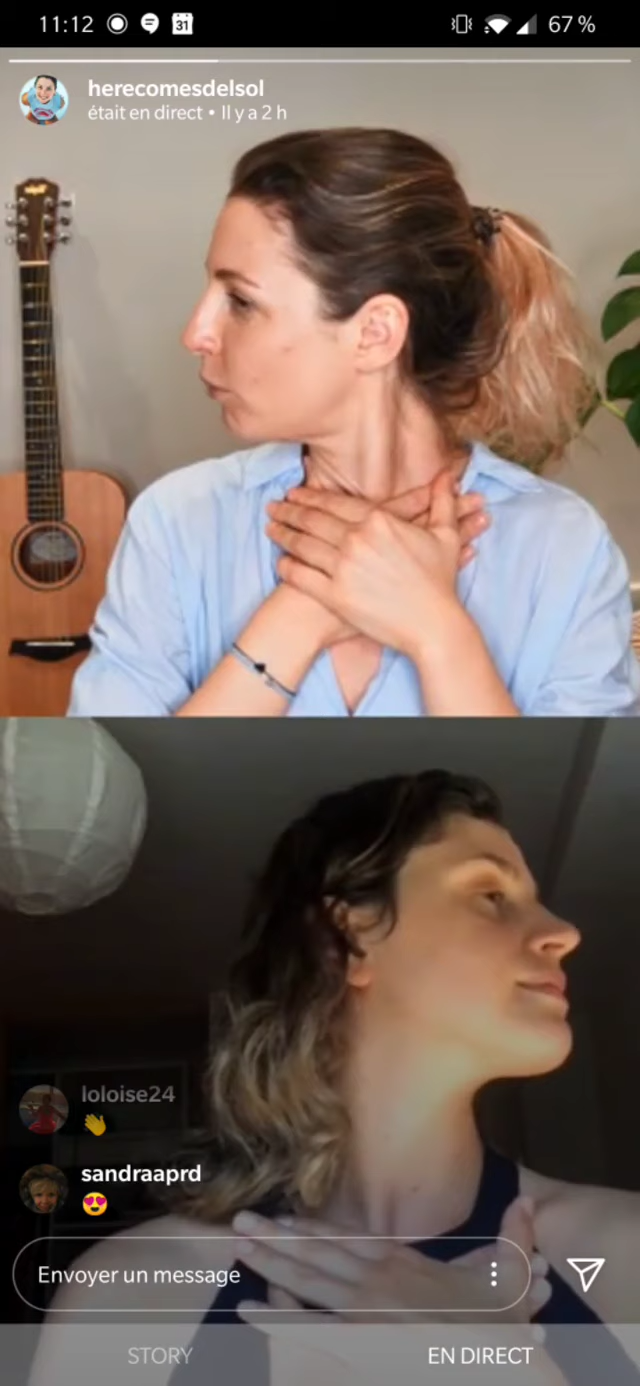 11:12
31
67 %
herecomesdelsol
était en direct • Il y a 2 h
loloise24
👏
sandraaprd
😍
Envoyer un message
STORY
EN DIRECT